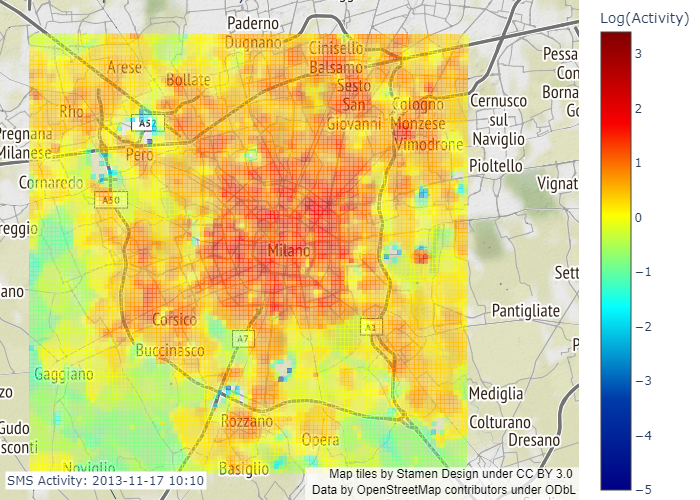 Log(Activity)
Paderno
Dugnano
Cinisello
Balsamo
Sesto
San
Giovanni
Arese
Bollate
Rho
A52
Pero
Pregnana
Milanese
Cornaredo
A50
Cologno
Monzese
Vimodrone
Cernusco
sul
Naviglio
Pioltello
Pessa
Con
Borna
Go
Vignat
reggio
ano
Milano
Sett
Pantigliate
P
Corsico
A7
A1
Buccinasco
Gaggiano
zo
Gudo
sconti
Rozzano
Opera
Mediglia
Colturano
Dresano
Noviglio
Basiglio
3
2
1
0
−1
−2
−3
−4
−5
SMS Activity: 2013-11-17 10:10
Map tiles by Stamen Design under CC BY 3.0
Data by OpenStreetMap contributors under ODbL